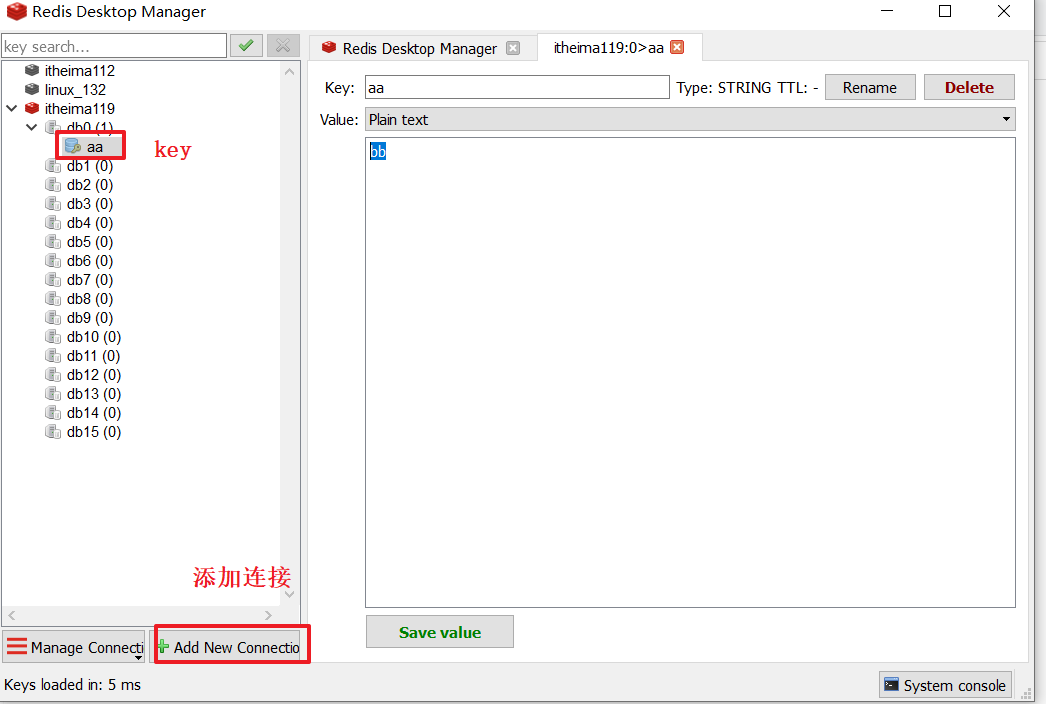 Redis Desktop Manager
key search...
Redis Desktop Manager
itheima119:0>aa
itheima112
linux_132
itheima119
db0 (1)
aa
key
db1 (0)
db2 (0)
db3 (0)
db4 (0)
db5 (0)
db6 (0)
db7 (0)
db8 (0)
db9 (0)
db10 (0)
db11 (0)
db12 (0)
db13 (0)
db14 (0)
db15 (0)
添加连接
Manage Connecti
Add New Connectio
Key: aa Type: STRING TTL: - Rename Delete
Value: Plain text
bb
Save value
Keys loaded in: 5 ms
System console